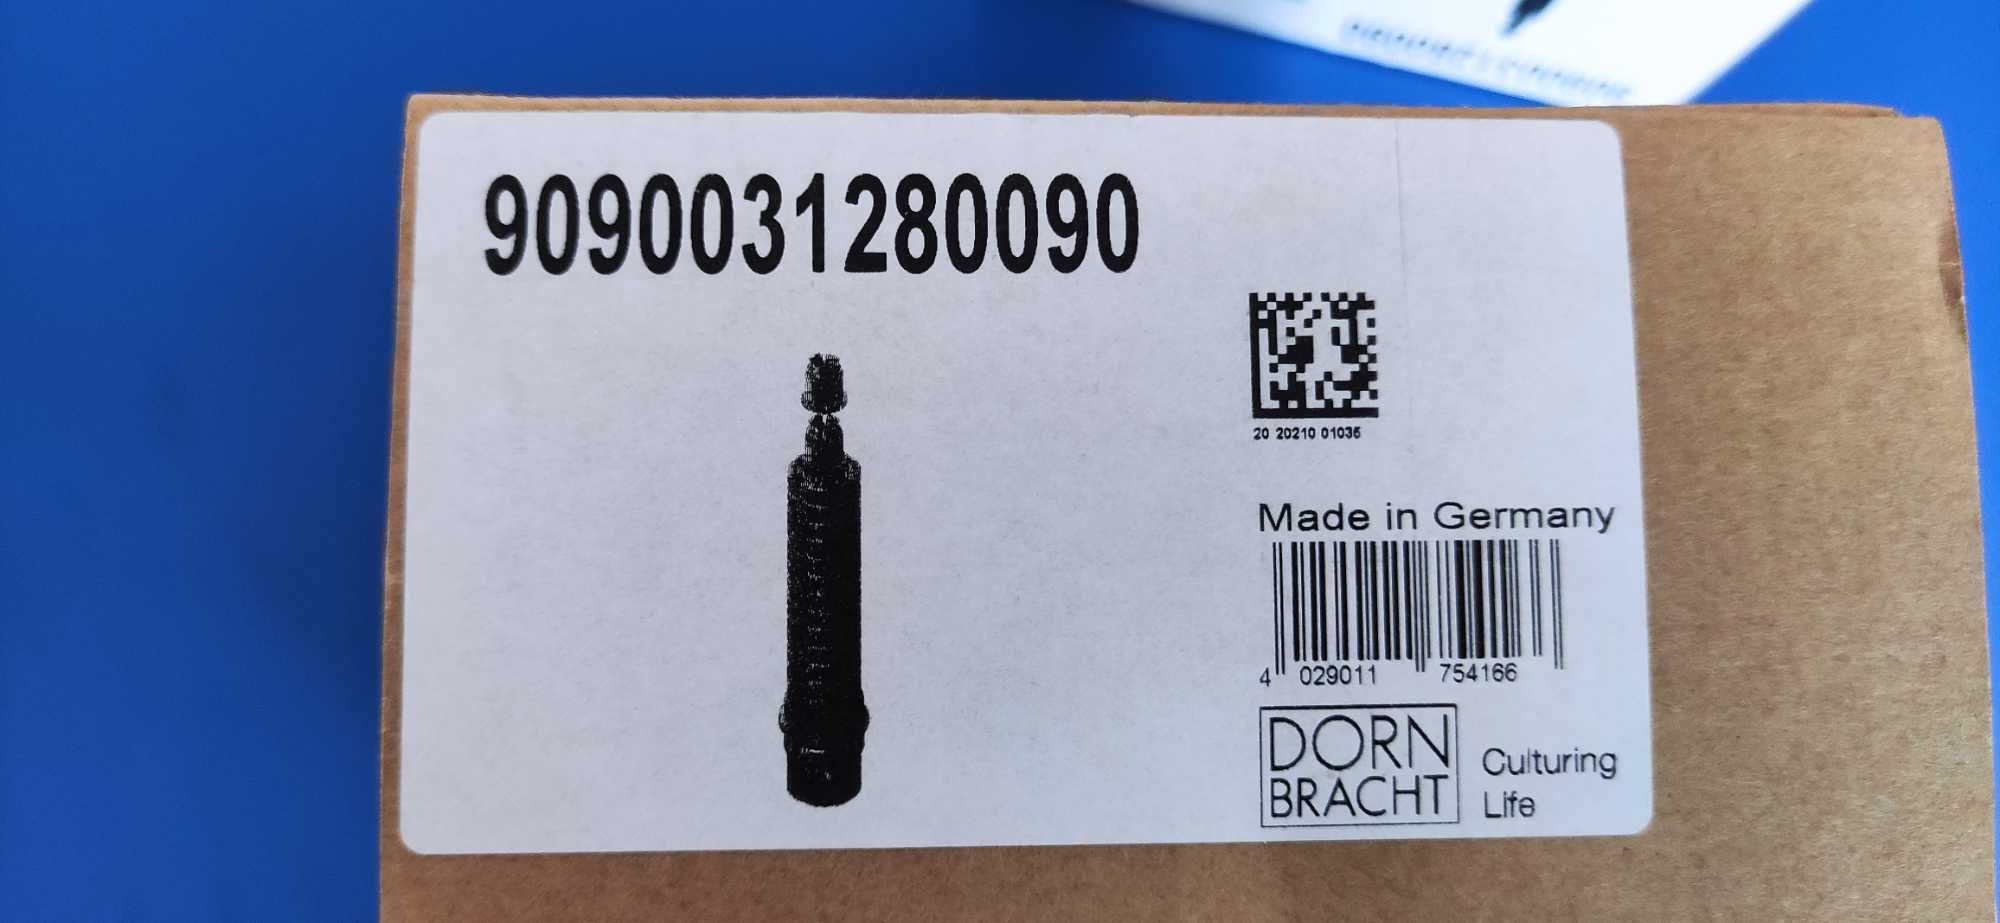 9090031280090
20 20210 01035
Made in Germany
4 029011 754166
DORN
BRACHT
Culturing
Life